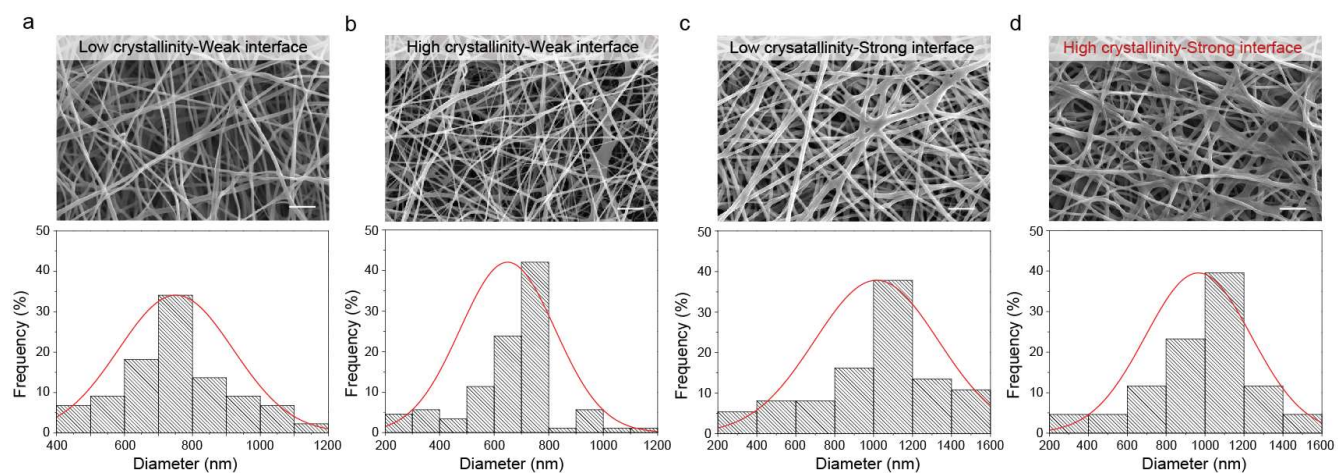 a
Low crystallinity-Weak interface
b
High crystallinity-Weak interface
c
Low crysatallinity-Strong interface
d
High crystallinity-Strong interface
50
40
30
20
10
0
Frequency (%)
400 600 800 1000 1200
Diameter (nm)
50
40
30
20
10
0
Frequency (%)
200 400 600 800 1000 1200
Diameter (nm)
50
40
30
20
10
0
Frequency (%)
200 400 600 800 1000 1200 1400 1600
Diameter (nm)
50
40
30
20
10
0
Frequency (%)
200 400 600 800 1000 1200 1400 1600
Diameter (nm)